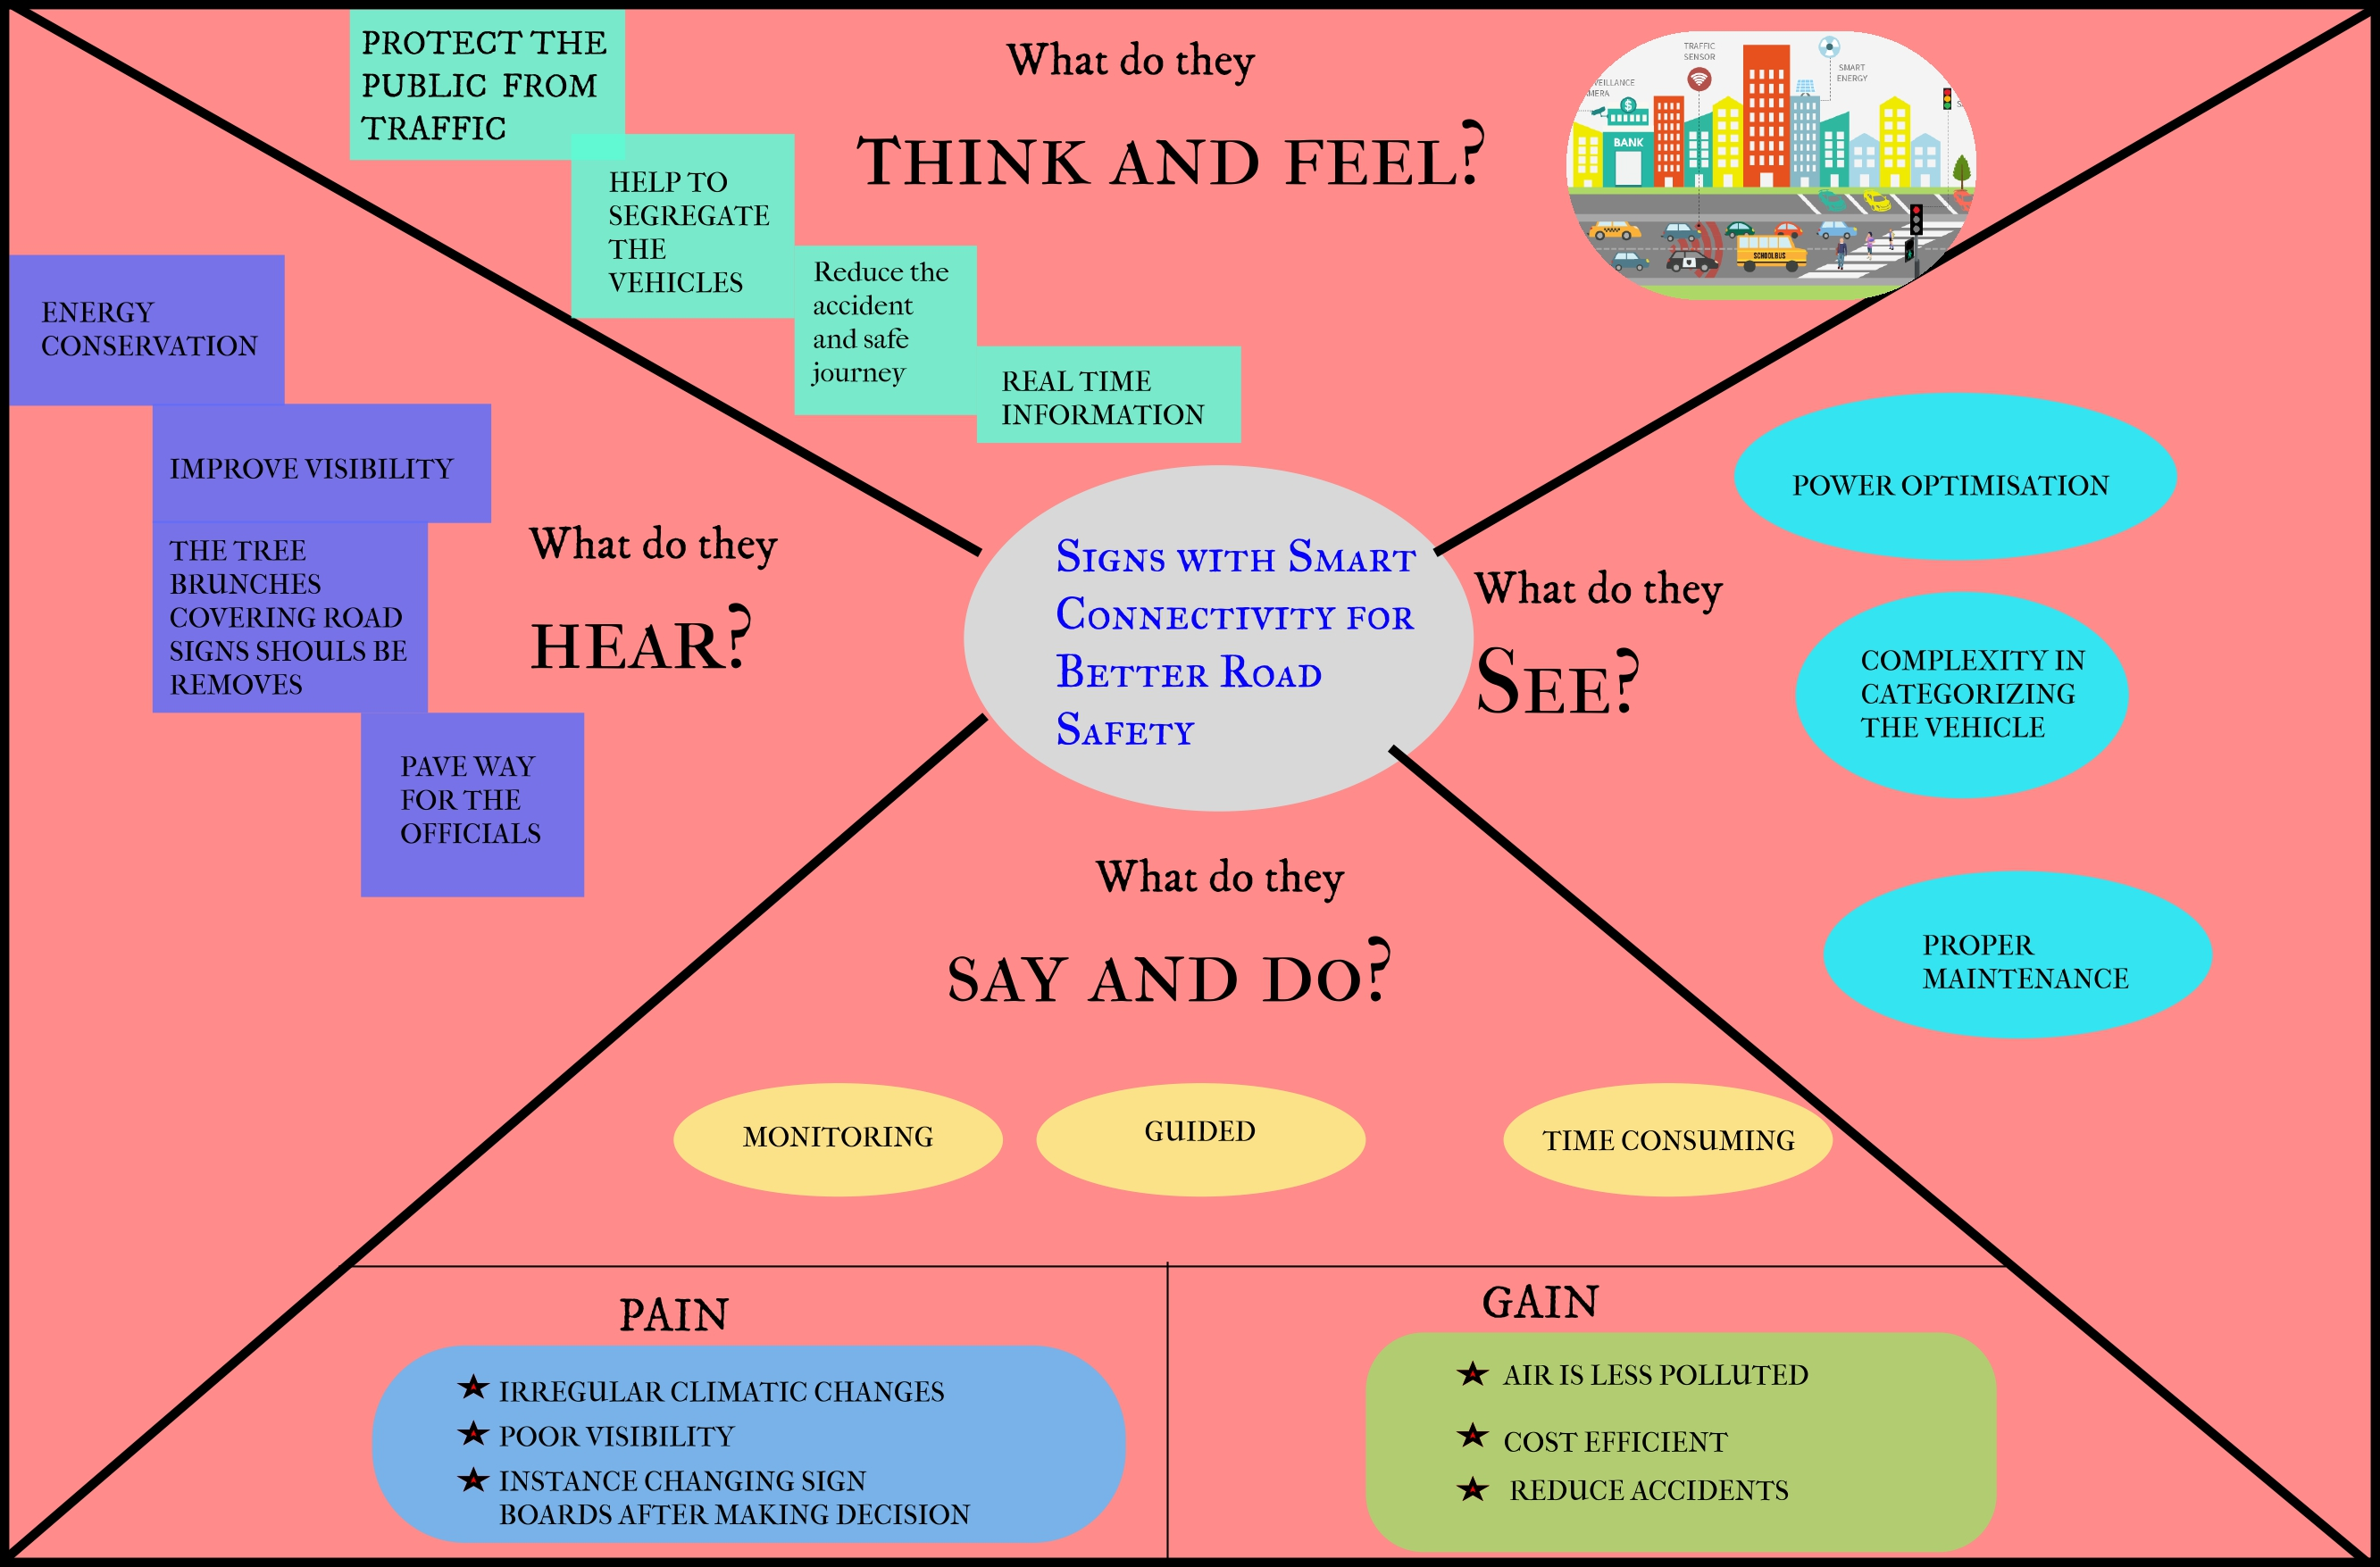 PROTECT THE
PUBLIC FROM
TRAFFIC
What do they
THINK AND FEEL?
HELP TO
SEGREGATE
THE
VEHICLES
Reduce the
accident
and safe
journey
REAL TIME
INFORMATION
TRAFFIC
SENSOR
SMART
ENERGY
VEILLANCE
MERA
S
$
BANK
SCHOOL BUS
ENERGY
CONSERVATION
IMPROVE VISIBILITY
THE TREE
BRUNCHES
COVERING ROAD
SIGNS SHOULS BE
REMOVES
PAVE WAY
FOR THE
OFFICIALS
What do they
HEAR?
Signs with Smart
Connectivity for
Better Road
Safety
What do they
See?
POWER OPTIMISATION
COMPLEXITY IN
CATEGORIZING
THE VEHICLE
PROPER
MAINTENANCE
What do they
SAY AND DO?
MONITORING
GUIDED
TIME CONSUMING
PAIN
IRREGULAR CLIMATIC CHANGES
POOR VISIBILITY
INSTANCE CHANGING SIGN
BOARDS AFTER MAKING DECISION
GAIN
AIR IS LESS POLLUTED
COST EFFICIENT
REDUCE ACCIDENTS